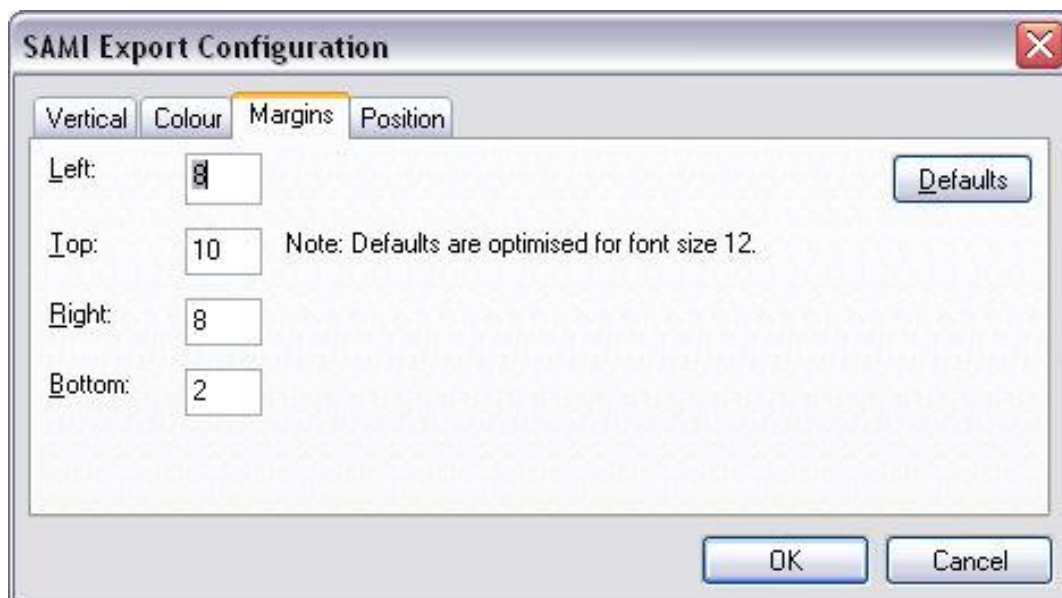 SAMI Export Configuration
Vertical Colour Margins Position
Left: 8 Defaults
Top: 10 Note: Defaults are optimised for font size 12.
Right: 8
Bottom: 2
OK Cancel